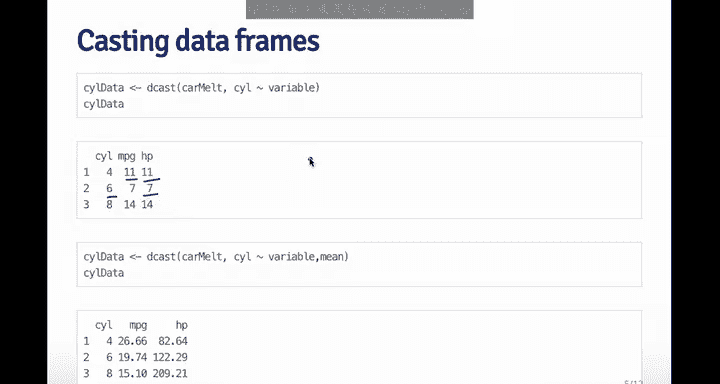 Casting data frames
cylData <- dcast(carMelt, cyl ~ variable)
cylData
cyl mpg hp
1 4 11 11
2 6 7 7
3 8 14 14
cylData <- dcast(carMelt, cyl ~ variable,mean)
cylData
cyl mpg hp
1 4 26.66 82.64
2 6 19.74 122.29
3 8 15.10 209.21